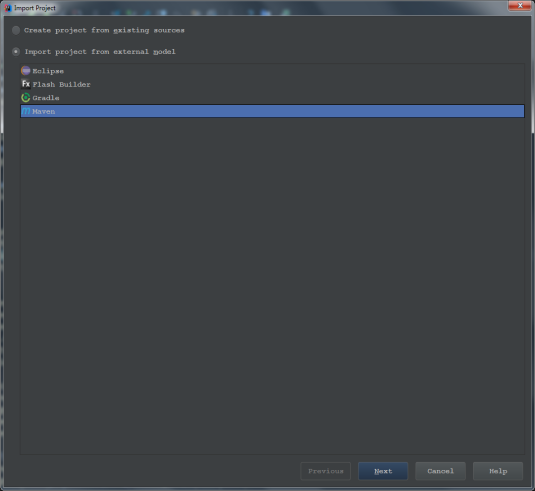 Import Project
Create project from existing sources
Import project from external model
Eclipse
Fx Flash Builder
Gradle
Maven
Previous
Next
Cancel
Help